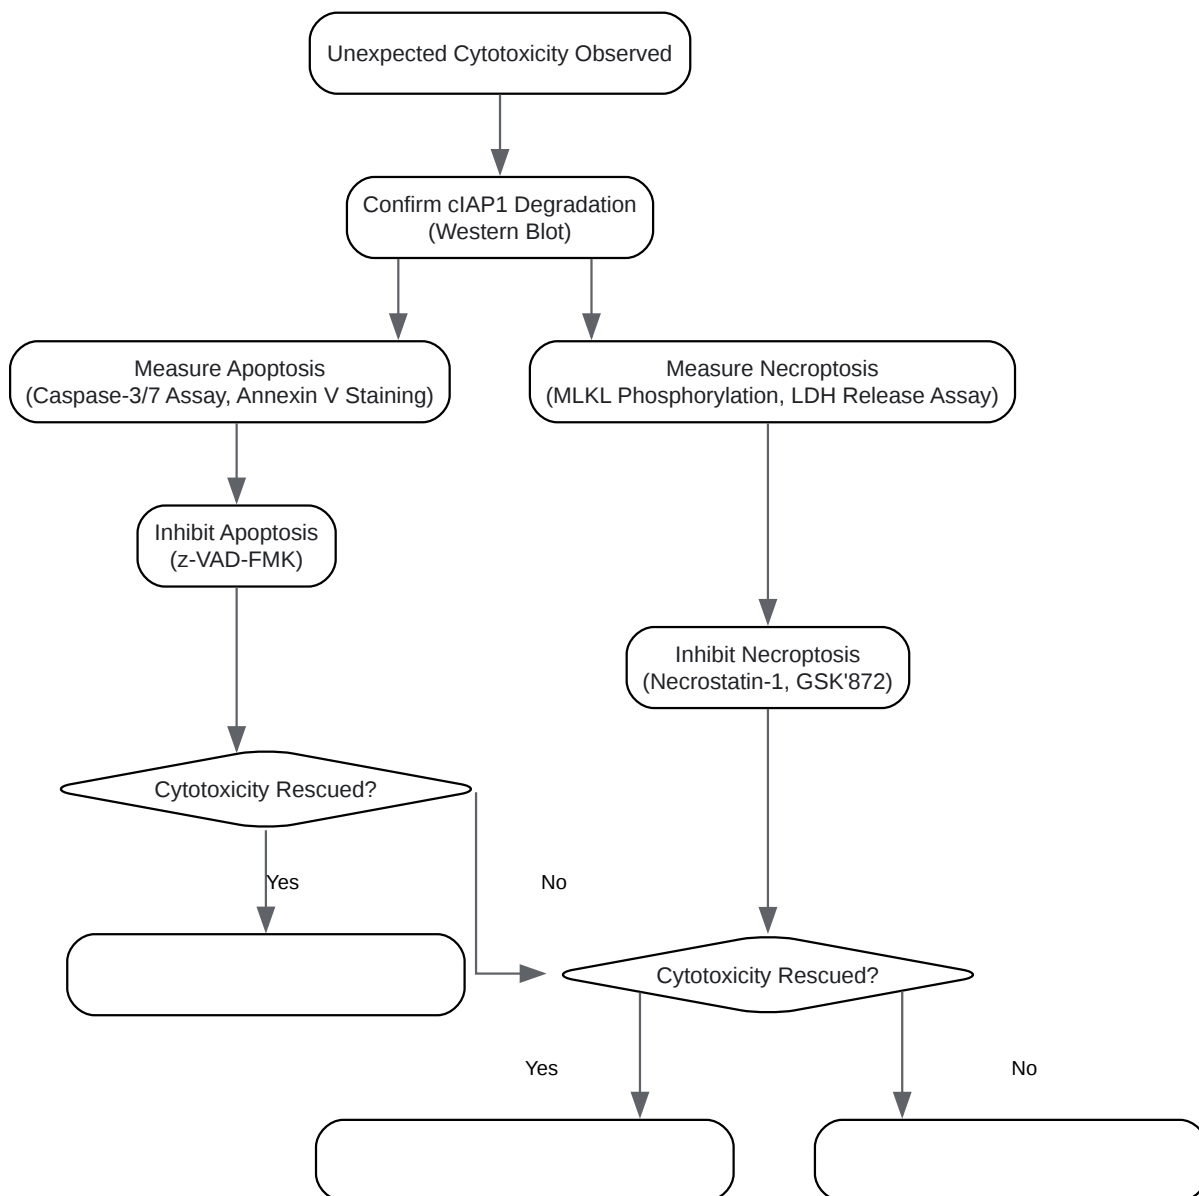 Unexpected Cytotoxicity Observed
Confirm cIAP1 Degradation
(Western Blot)
Measure Apoptosis
(Caspase-3/7 Assay, Annexin V Staining)
Measure Necroptosis
(MLKL Phosphorylation, LDH Release Assay)
Inhibit Apoptosis
(z-VAD-FMK)
Inhibit Necroptosis
(Necrostatin-1, GSK'872)
Cytotoxicity Rescued?
Yes
No
Cytotoxicity Rescued?
Yes
No